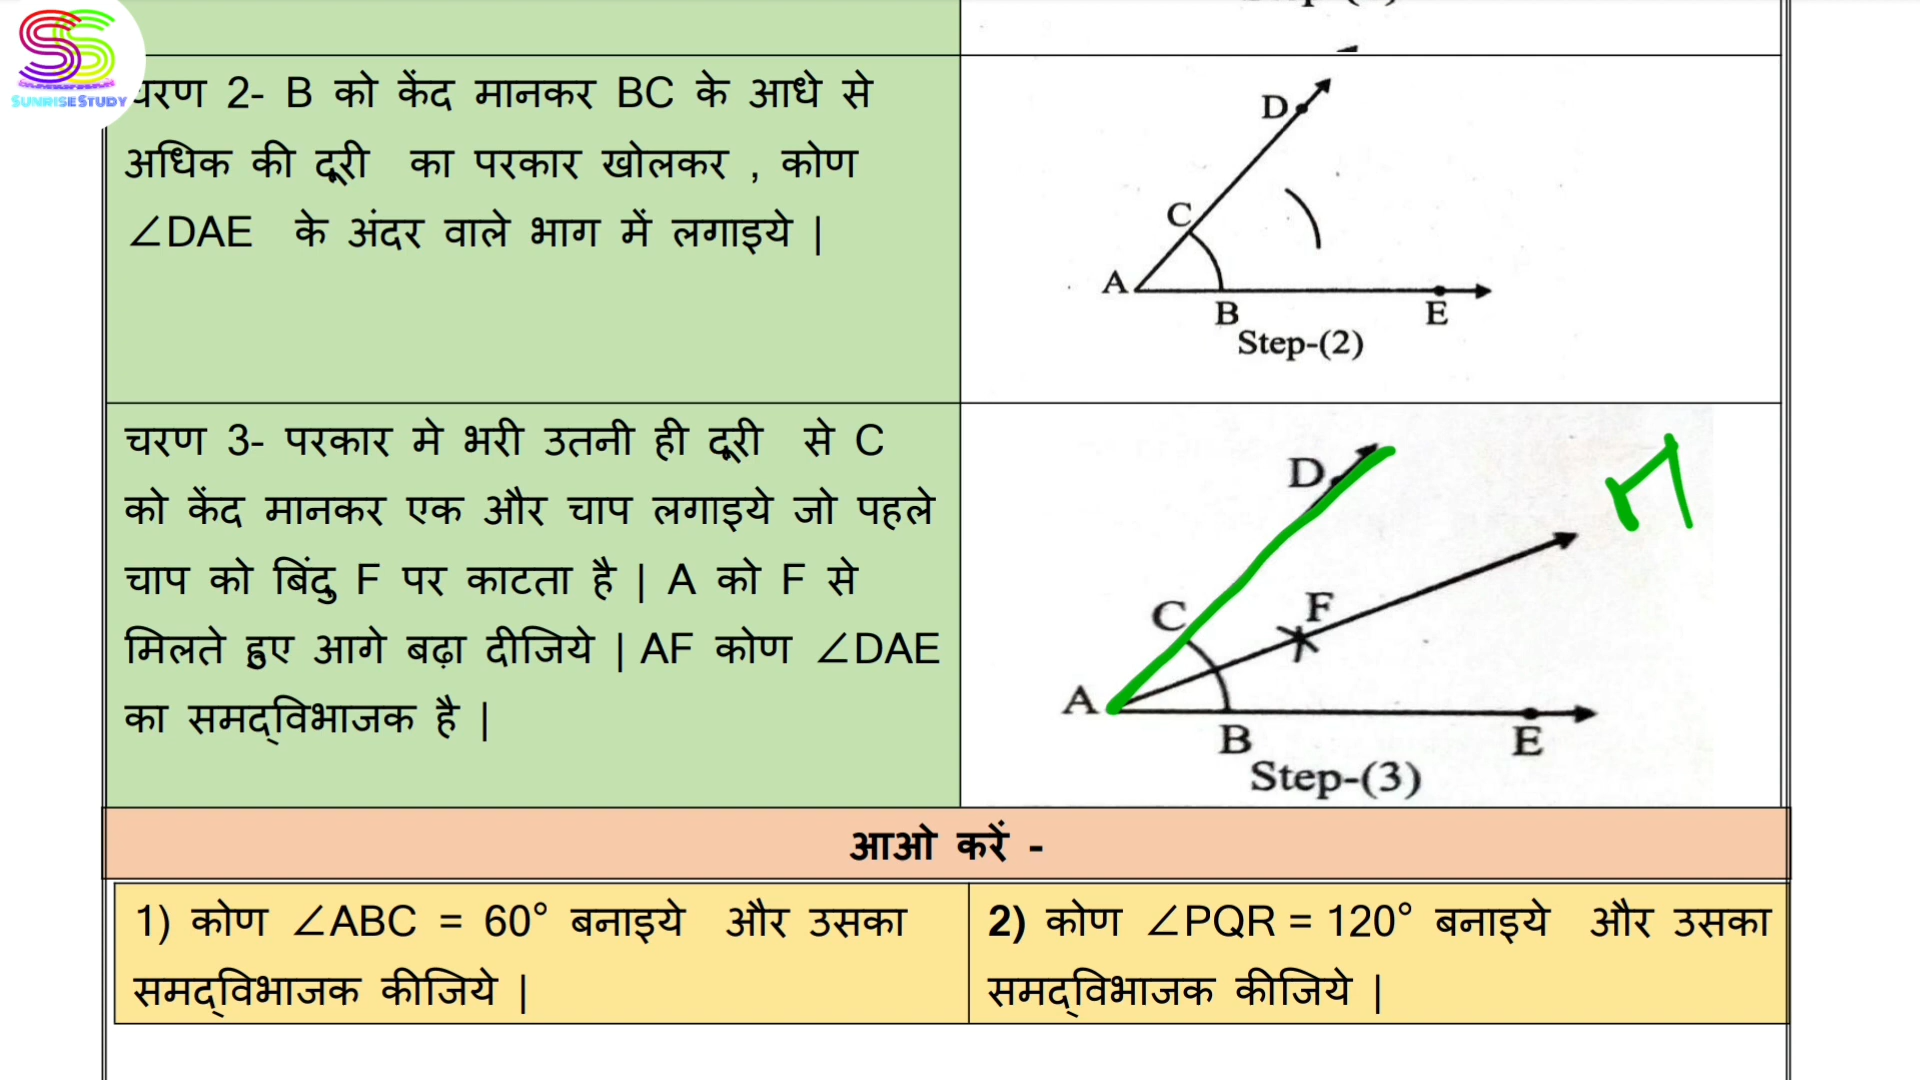 SUNRISESTUDY
चरण 2- B को केंद मानकर BC के आधे से
अधिक की दूरी का परकार खोलकर , कोण
∠DAE के अंदर वाले भाग में लगाइये |
D
C
A
B
E
Step-(2)
चरण 3- परकार मे भरी उतनी ही दूरी से C
को केंद मानकर एक और चाप लगाइये जो पहले
चाप को बिंदु F पर काटता है | A को F से
मिलते हुए आगे बढ़ा दीजिये | AF कोण ∠DAE
का समद्विभाजक है |
D
C
F
A
B
E
Step-(3)
आओ करें -
1) कोण ∠ABC = 60° बनाइये और उसका
समद्विभाजक कीजिये |
2) कोण ∠PQR = 120° बनाइये और उसका
समद्विभाजक कीजिये |